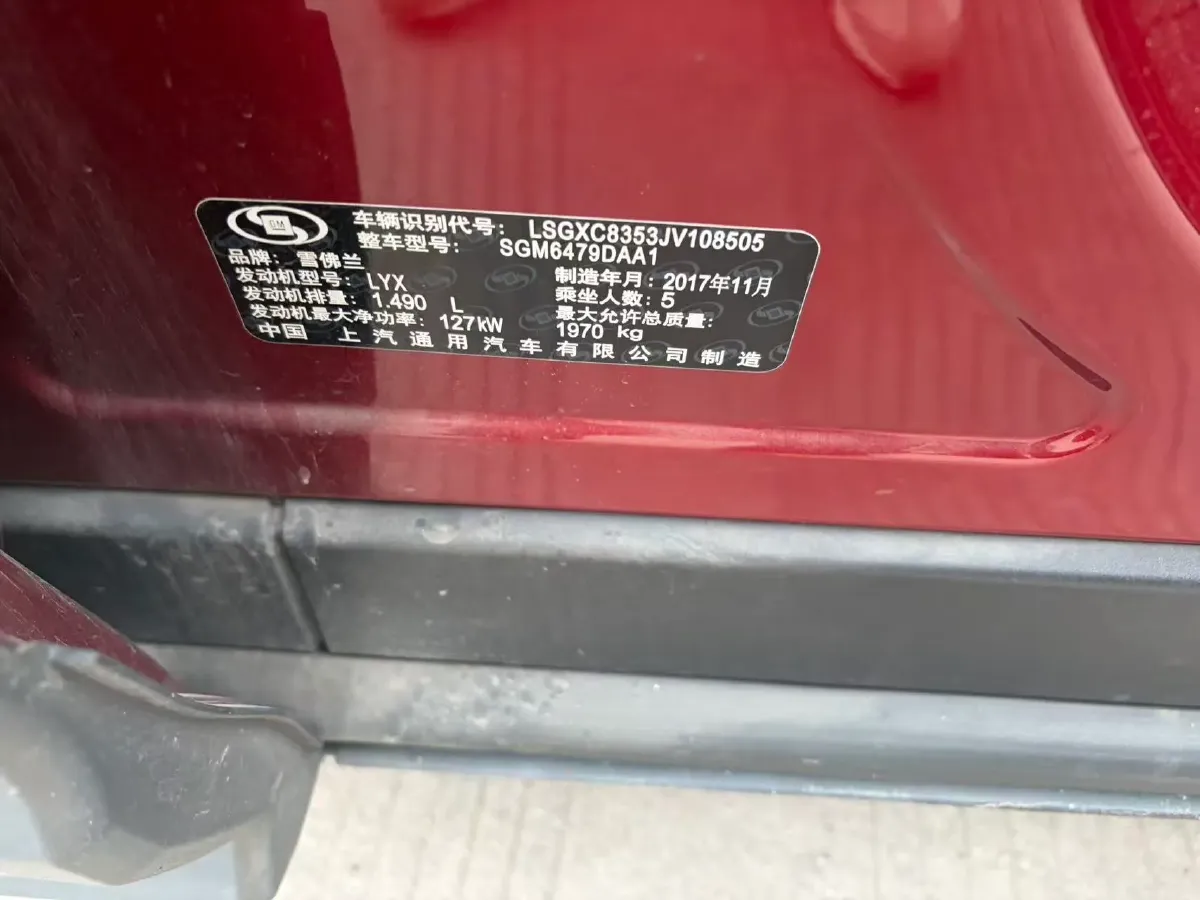 GM
车辆识别代号: LSGXC8353JV108505
整车型号: SGM6479DAA1
品牌: 雪佛兰
发动机型号: LYX 制造年月: 2017年11月
发动机排量: 1.490 L 乘坐人数: 5
发动机最大净功率: 127kW 最大允许总质量:
1970 kg
中国 上汽通用汽车有限公司制造